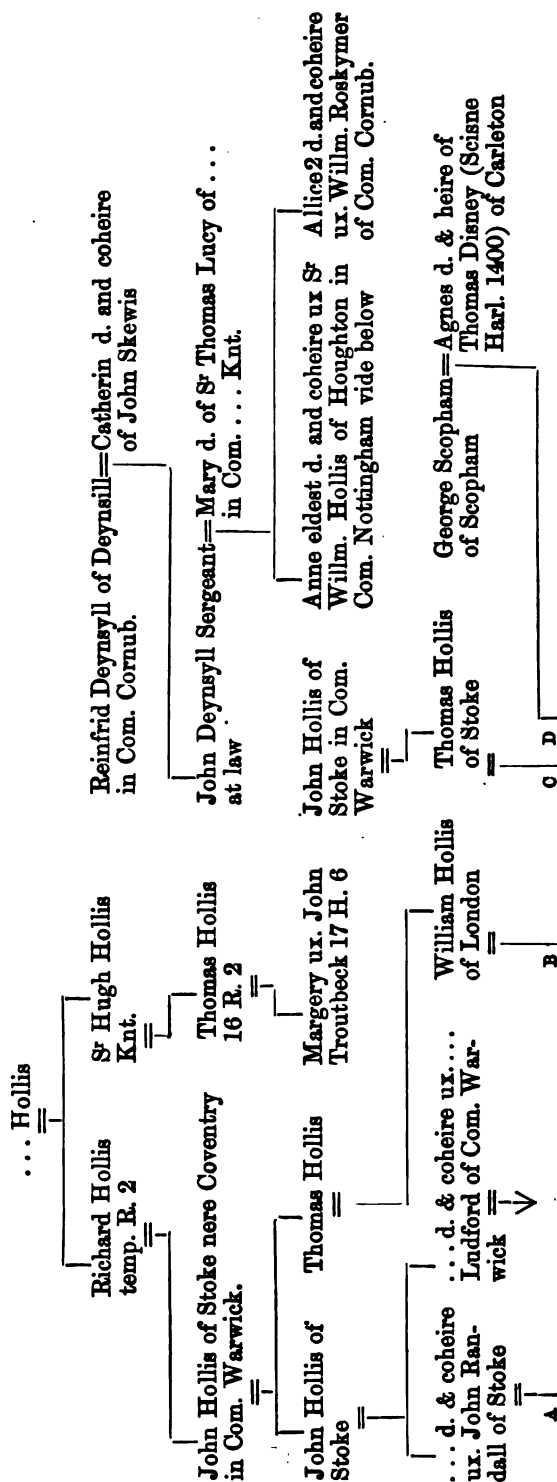 ... Hollis
Richard Hollis
temp. R. 2
Sr Hugh Hollis
Knt.
Reinfrid Deynsyll of Deynsill=Catherin d. and coheire
in Com. Cornub.
of John Skewis
John Hollis of Stoke nere Coventry
in Com. Warwick.
Thomas Hollis
16 R. 2
John Deynsyll Sergeant=Mary d. of Sr Thomas Lucy of ...
at law
in Com. ... Knt.
John Hollis of
Stoke
Thomas Hollis
Margery ux. John
Troutbeck 17 H. 6
John Hollis of
Stoke in Com.
Warwick
Anne eldest d. and coheire ux Sr
Willm. Hollis of Houghton in
Com. Nottingham vide below
Allice 2 d. and coheire
ux. Willm. Roskymer
of Com. Cornub.
.... d. & coheire
ux. John Ran-
dall of Stoke
... d. & coheire ux. ...
Ludford of Com. War-
wick
William Hollis
of London
Thomas Hollis
of Stoke
George Scopham=Agnes d. & heire of
of Scopham
Thomas Disney (Scisne
Harl. 1400) of Carleton
A
B
C
D